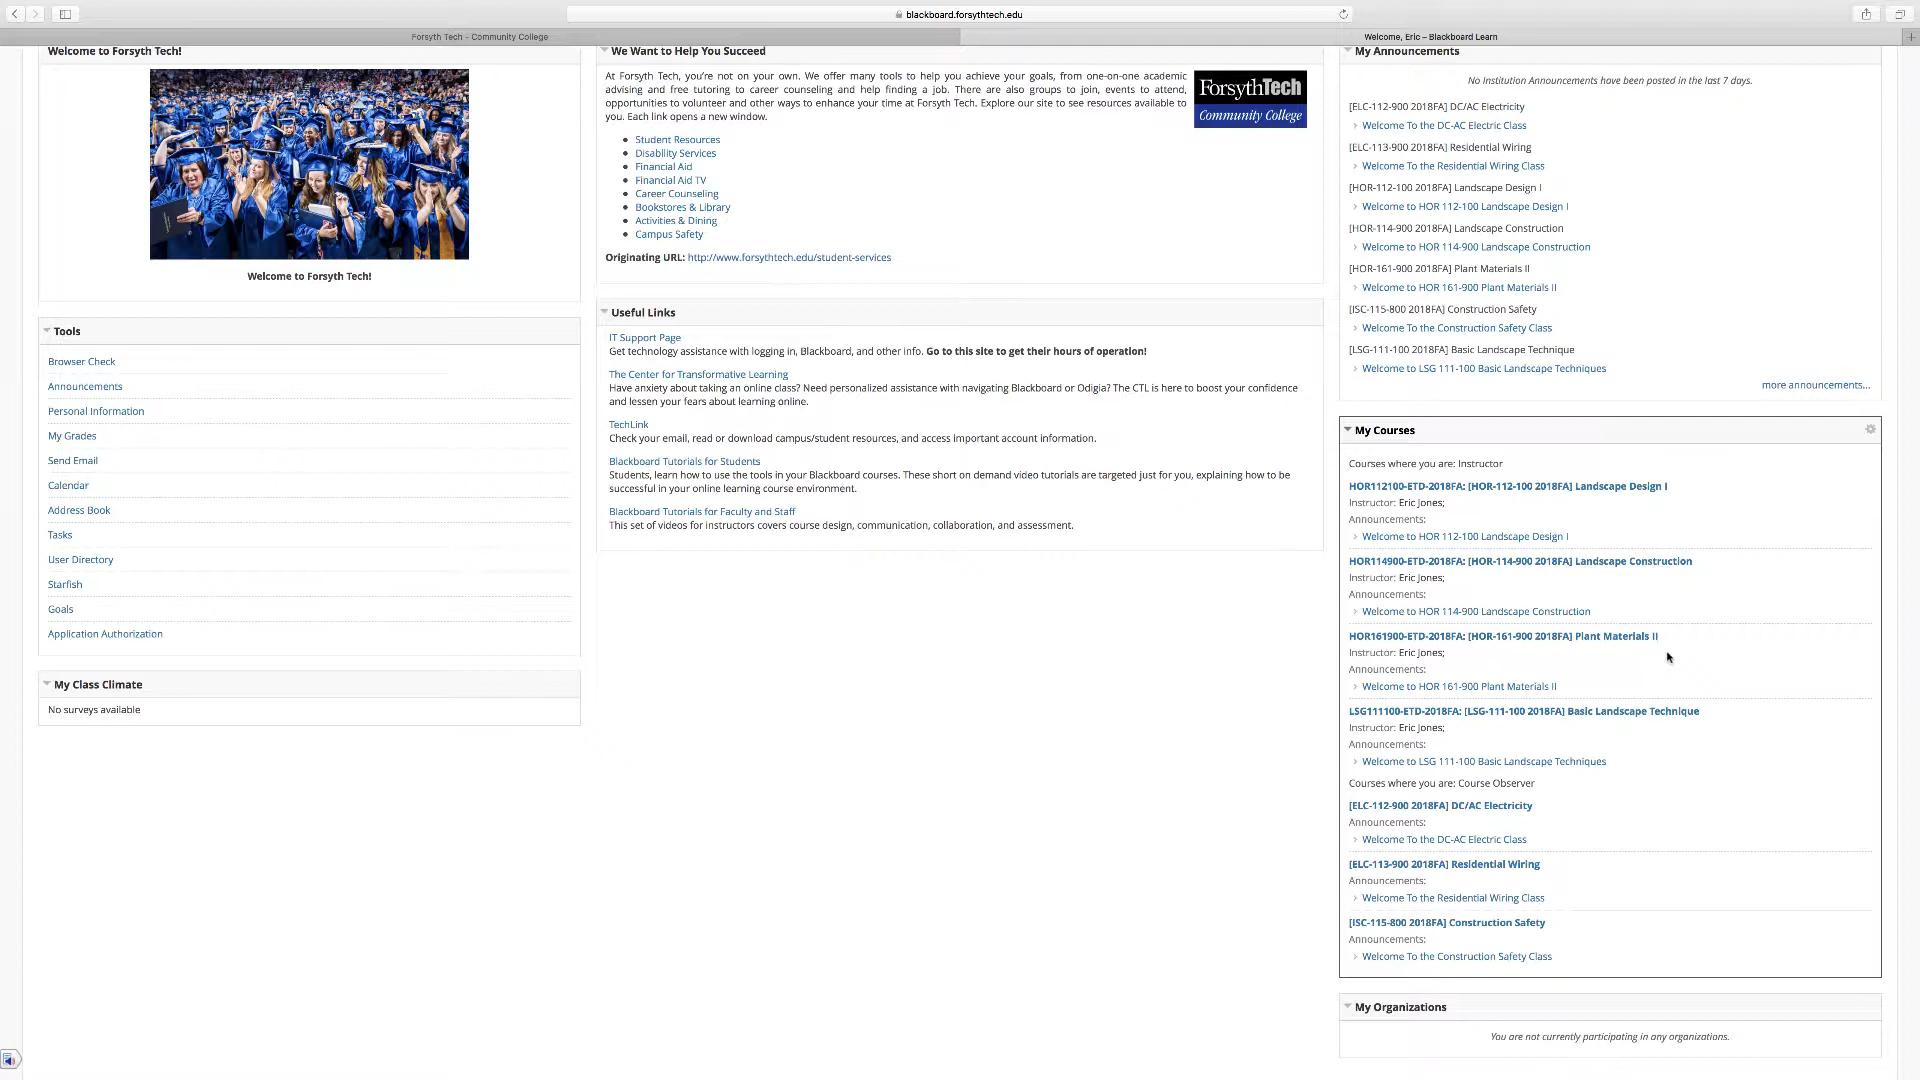 blackboard.forsythtech.edu
Forsyth Tech - Community College
Welcome, Eric – Blackboard Learn
Welcome to Forsyth Tech!
Welcome to Forsyth Tech!
Tools
Browser Check
Announcements
Personal Information
My Grades
Send Email
Calendar
Address Book
Tasks
User Directory
Starfish
Goals
Application Authorization
My Class Climate
No surveys available
We Want to Help You Succeed
At Forsyth Tech, you’re not on your own. We offer many tools to help you achieve your goals, from one-on-one academic
advising and free tutoring to career counseling and help finding a job. There are also groups to join, events to attend,
opportunities to volunteer and other ways to enhance your time at Forsyth Tech. Explore our site to see resources available to
you. Each link opens a new window.
ForsythTech
Community College
Student Resources
Disability Services
Financial Aid
Financial Aid TV
Career Counseling
Bookstores & Library
Activities & Dining
Campus Safety
Originating URL: http://www.forsythtech.edu/student-services
Useful Links
IT Support Page
Get technology assistance with logging in, Blackboard, and other info. Go to this site to get their hours of operation!
The Center for Transformative Learning
Have anxiety about taking an online class? Need personalized assistance with navigating Blackboard or Odigia? The CTL is here to boost your confidence
and lessen your fears about learning online.
TechLink
Check your email, read or download campus/student resources, and access important account information.
Blackboard Tutorials for Students
Students, learn how to use the tools in your Blackboard courses. These short on demand video tutorials are targeted just for you, explaining how to be
successful in your online learning course environment.
Blackboard Tutorials for Faculty and Staff
This set of videos for instructors covers course design, communication, collaboration, and assessment.
My Announcements
No Institution Announcements have been posted in the last 7 days.
[ELC-112-900 2018FA] DC/AC Electricity
Welcome To the DC-AC Electric Class
[ELC-113-900 2018FA] Residential Wiring
Welcome To the Residential Wiring Class
[HOR-112-100 2018FA] Landscape Design I
Welcome to HOR 112-100 Landscape Design I
[HOR-114-900 2018FA] Landscape Construction
Welcome to HOR 114-900 Landscape Construction
[HOR-161-900 2018FA] Plant Materials II
Welcome to HOR 161-900 Plant Materials II
[ISC-115-800 2018FA] Construction Safety
Welcome To the Construction Safety Class
[LSG-111-100 2018FA] Basic Landscape Technique
Welcome to LSG 111-100 Basic Landscape Techniques
more announcements...
My Courses
Courses where you are: Instructor
HOR112100-ETD-2018FA: [HOR-112-100 2018FA] Landscape Design I
Instructor: Eric Jones;
Announcements:
Welcome to HOR 112-100 Landscape Design I
HOR114900-ETD-2018FA: [HOR-114-900 2018FA] Landscape Construction
Instructor: Eric Jones;
Announcements:
Welcome to HOR 114-900 Landscape Construction
HOR161900-ETD-2018FA: [HOR-161-900 2018FA] Plant Materials II
Instructor: Eric Jones;
Announcements:
Welcome to HOR 161-900 Plant Materials II
LSG111100-ETD-2018FA: [LSG-111-100 2018FA] Basic Landscape Technique
Instructor: Eric Jones;
Announcements:
Welcome to LSG 111-100 Basic Landscape Techniques
Courses where you are: Course Observer
[ELC-112-900 2018FA] DC/AC Electricity
Announcements:
Welcome To the DC-AC Electric Class
[ELC-113-900 2018FA] Residential Wiring
Announcements:
Welcome To the Residential Wiring Class
[ISC-115-800 2018FA] Construction Safety
Announcements:
Welcome To the Construction Safety Class
My Organizations
You are not currently participating in any organizations.